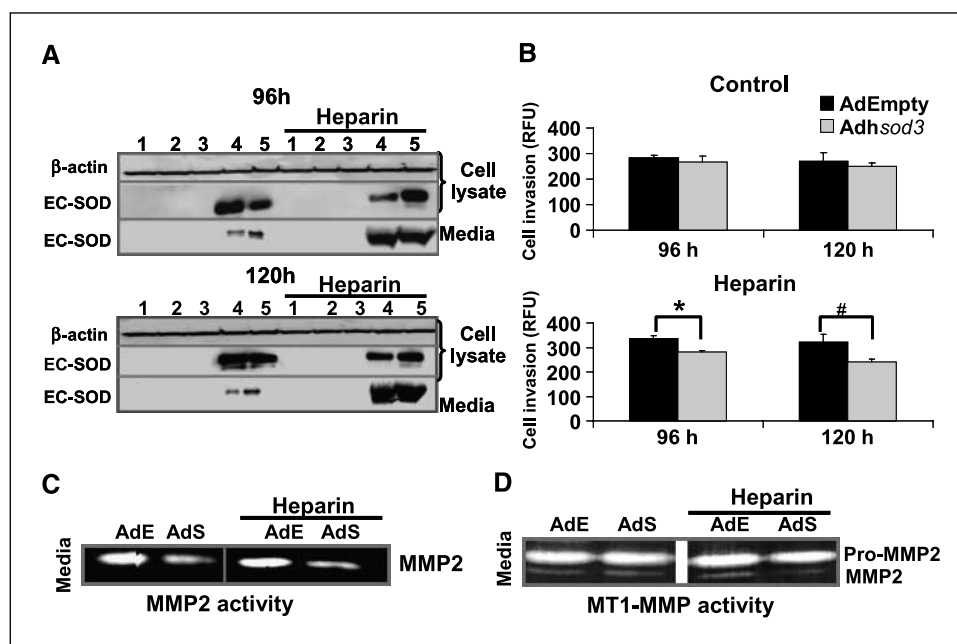 A
96h
Heparin
1 2 3 4 5 1 2 3 4 5
β-actin
EC-SOD
Cell
lysate
EC-SOD
Media
120h
Heparin
1 2 3 4 5 1 2 3 4 5
β-actin
EC-SOD
Cell
lysate
EC-SOD
Media
B
Control
AdEmpty
Adhsod3
Cell invasion (RFU)
400
300
200
100
0
96 h 120 h
Heparin
Cell invasion (RFU)
400
300
200
100
0
* #
96 h 120 h
C
Heparin
AdE AdS AdE AdS
Media
MMP2
MMP2 activity
D
Heparin
AdE AdS AdE AdS
Media
Pro-MMP2
MMP2
MT1-MMP activity